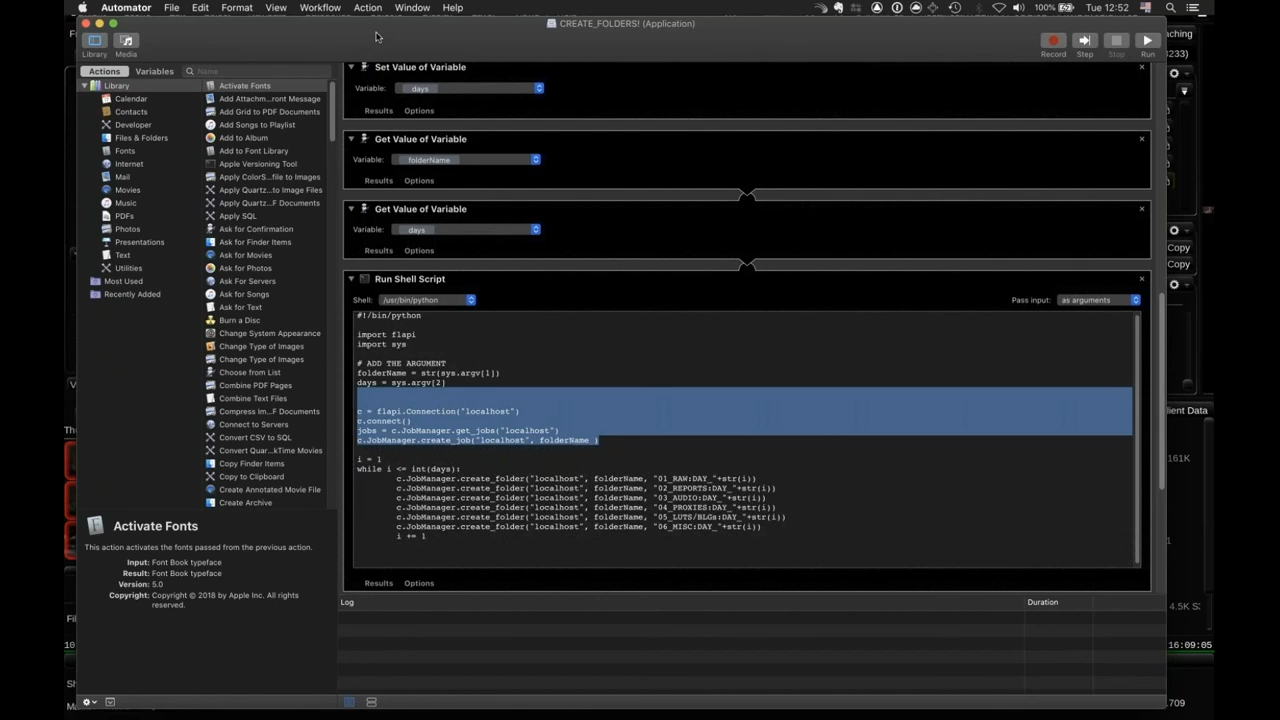 Automator File Edit Format View Workflow Action Window Help 100% Tue 12:52
CREATE_FOLDERS! (Application)
Library Media Record Step Stop Run
Actions Variables Name
Library
Calendar
Contacts
Developer
Files & Folders
Fonts
Internet
Mail
Movies
Music
PDFs
Photos
Presentations
Text
Utilities
Most Used
Recently Added
Activate Fonts
Add Attachm...ront Message
Add Grid to PDF Documents
Add Songs to Playlist
Add to Album
Add to Font Library
Apple Versioning Tool
Apply ColorS...file to Images
Apply Quartz...to Image Files
Apply Quartz...F Documents
Apply SQL
Ask for Confirmation
Ask for Finder Items
Ask for Movies
Ask for Photos
Ask For Servers
Ask for Songs
Ask for Text
Burn a Disc
Change System Appearance
Change Type of Images
Change Type of Images
Choose from List
Combine PDF Pages
Combine Text Files
Compress Im...F Documents
Connect to Servers
Convert CSV to SQL
Convert Quar...kTime Movies
Copy Finder Items
Copy to Clipboard
Create Annotated Movie File
Create Archive
Activate Fonts
This action activates the fonts passed from the previous action.
Input: Font Book typeface
Result: Font Book typeface
Version: 5.0
Copyright: Copyright © 2018 by Apple Inc. All rights
reserved.
Set Value of Variable
Variable: days
Results Options
Get Value of Variable
Variable: folderName
Results Options
Get Value of Variable
Variable: days
Results Options
Run Shell Script
Shell: /usr/bin/python Pass input: as arguments
#!/bin/python
import flapi
import sys
# ADD THE ARGUMENT
folderName = str(sys.argv[1])
days = sys.argv[2]
c = flapi.Connection("localhost")
c.connect()
jobs = c.JobManager.get_jobs("localhost")
c.JobManager.create_job("localhost", folderName )
i = 1
while i <= int(days):
c.JobManager.create_folder("localhost", folderName, "01_RAW:DAY_"+str(i))
c.JobManager.create_folder("localhost", folderName, "02_REPORTS:DAY_"+str(i))
c.JobManager.create_folder("localhost", folderName, "03_AUDIO:DAY_"+str(i))
c.JobManager.create_folder("localhost", folderName, "04_PROXIES:DAY_"+str(i))
c.JobManager.create_folder("localhost", folderName, "05_LUTS/BLGs:DAY_"+str(i))
c.JobManager.create_folder("localhost", folderName, "06_MISC:DAY_"+str(i))
i += 1
Results Options
Log Duration
aching
3233)
Copy
Copy
ut Directories
161K
4.5K S
16:09:05
.709